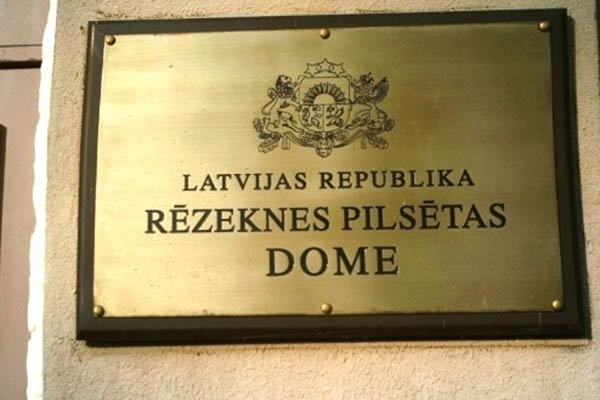 LATVIJAS REPUBLIKA
RĒZEKNES PILSĒTAS
DOME